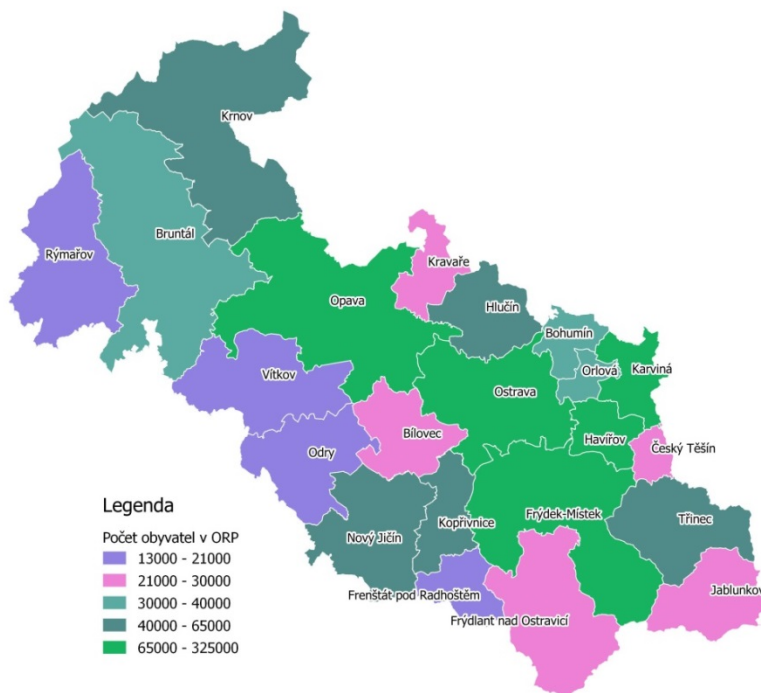 Krnov
Bruntál
Rýmařov
Kravaře
Opava
Hlučín
Bohumín
Orlová
Karviná
Vítkov
Ostrava
Bílovec
Havířov
Český Těšín
Odry
Nový Jičín
Kopřivnice
Frýdek-Místek
Třinec
Frenštát pod Radhoštěm
Jablunkov
Frýdlant nad Ostravicí
Legenda
Počet obyvatel v ORP
13000 - 21000
21000 - 30000
30000 - 40000
40000 - 65000
65000 - 325000